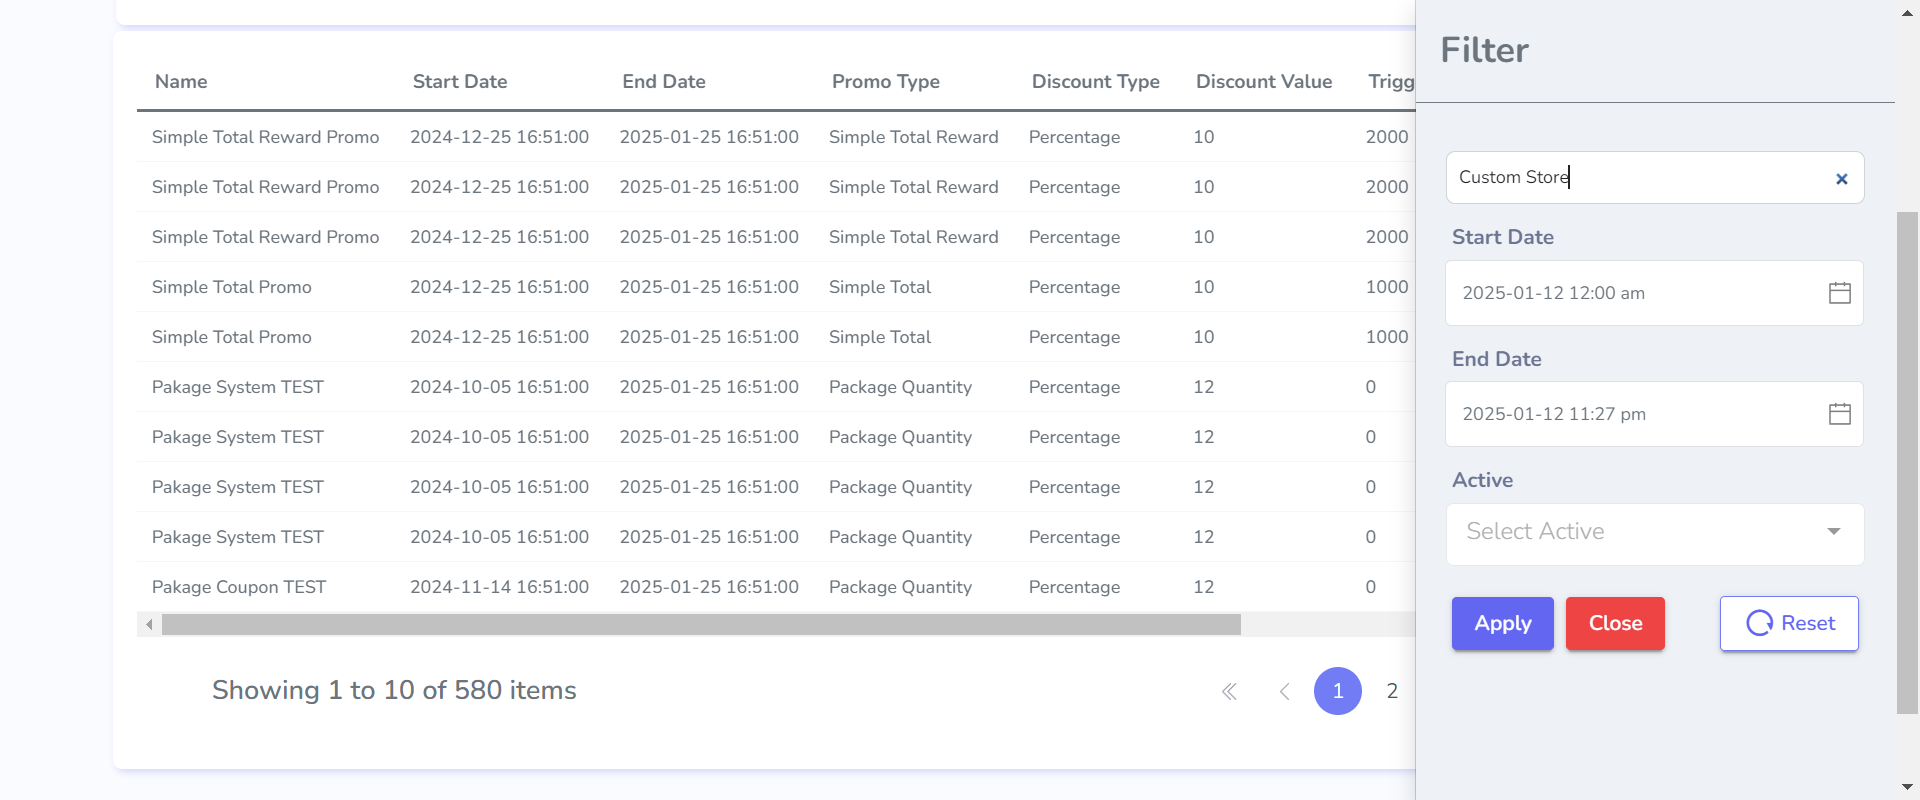 Name Start Date End Date Promo Type Discount Type Discount Value Trigg
Simple Total Reward Promo 2024-12-25 16:51:00 2025-01-25 16:51:00 Simple Total Reward Percentage 10 2000
Simple Total Reward Promo 2024-12-25 16:51:00 2025-01-25 16:51:00 Simple Total Reward Percentage 10 2000
Simple Total Reward Promo 2024-12-25 16:51:00 2025-01-25 16:51:00 Simple Total Reward Percentage 10 2000
Simple Total Promo 2024-12-25 16:51:00 2025-01-25 16:51:00 Simple Total Percentage 10 1000
Simple Total Promo 2024-12-25 16:51:00 2025-01-25 16:51:00 Simple Total Percentage 10 1000
Pakage System TEST 2024-10-05 16:51:00 2025-01-25 16:51:00 Package Quantity Percentage 12 0
Pakage System TEST 2024-10-05 16:51:00 2025-01-25 16:51:00 Package Quantity Percentage 12 0
Pakage System TEST 2024-10-05 16:51:00 2025-01-25 16:51:00 Package Quantity Percentage 12 0
Pakage System TEST 2024-10-05 16:51:00 2025-01-25 16:51:00 Package Quantity Percentage 12 0
Pakage Coupon TEST 2024-11-14 16:51:00 2025-01-25 16:51:00 Package Quantity Percentage 12 0
Showing 1 to 10 of 580 items
1 2
Filter
Custom Store
Start Date
2025-01-12 12:00 am
End Date
2025-01-12 11:27 pm
Active
Select Active
Apply Close Reset